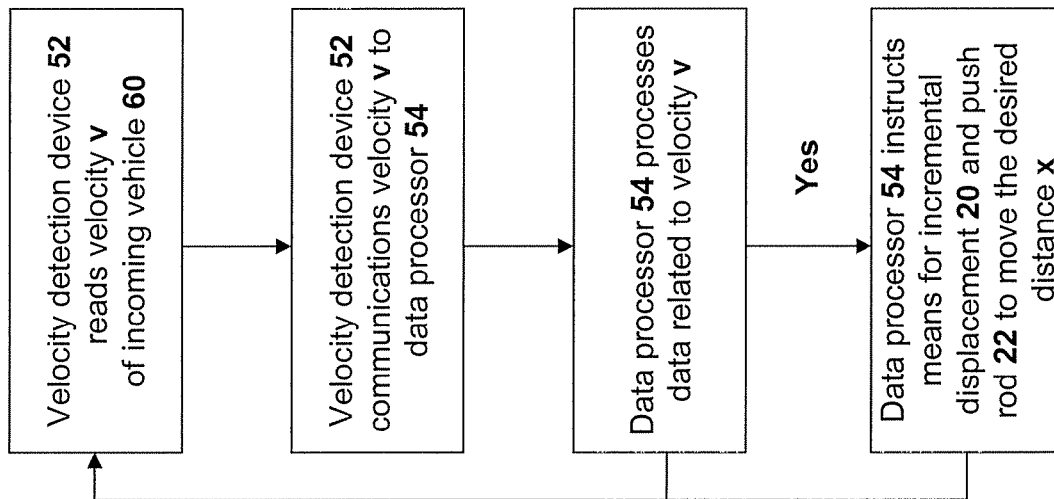 Velocity detection device 52
reads velocity v
of incoming vehicle 60
Velocity detection device 52
communications velocity v to
data processor 54
Data processor 54 processes
data related to velocity v
Yes
Data processor 54 instructs
means for incremental
displacement 20 and push
rod 22 to move the desired
distance x